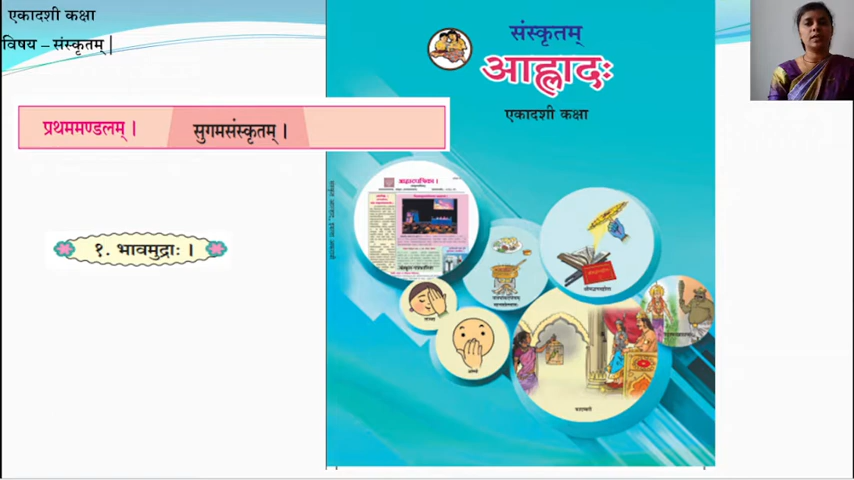 एकादशी कक्षा
विषय – संस्कृतम् |
प्रथममण्डलम् ।
सुगमसंस्कृतम् ।
१. भावमुद्राः ।
संस्कृतम्
आह्लादः
एकादशी कक्षा